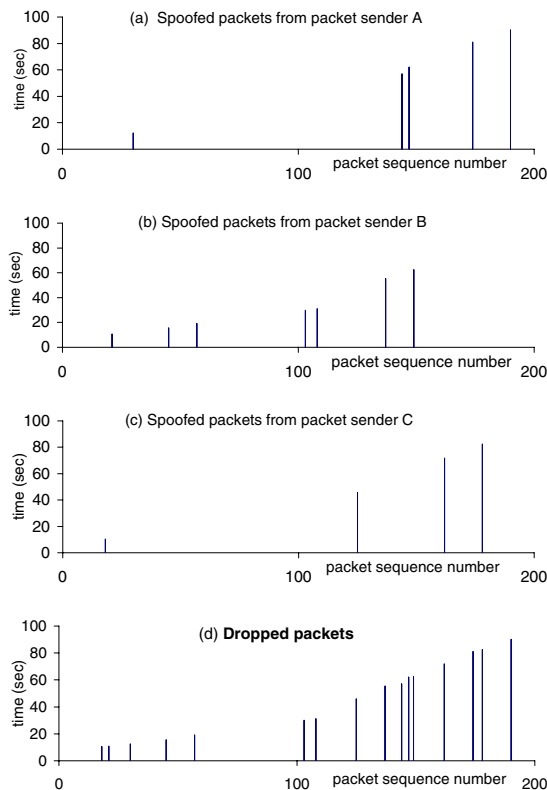 (a) Spoofed packets from packet sender A
time (sec)
100
80
60
40
20
0
packet sequence number
0 100 200
(b) Spoofed packets from packet sender B
time (sec)
100
80
60
40
20
0
packet sequence number
0 100 200
(c) Spoofed packets from packet sender C
time (sec)
100
80
60
40
20
0
packet sequence number
0 100 200
(d) Dropped packets
time (sec)
100
80
60
40
20
0
packet sequence number
0 100 200